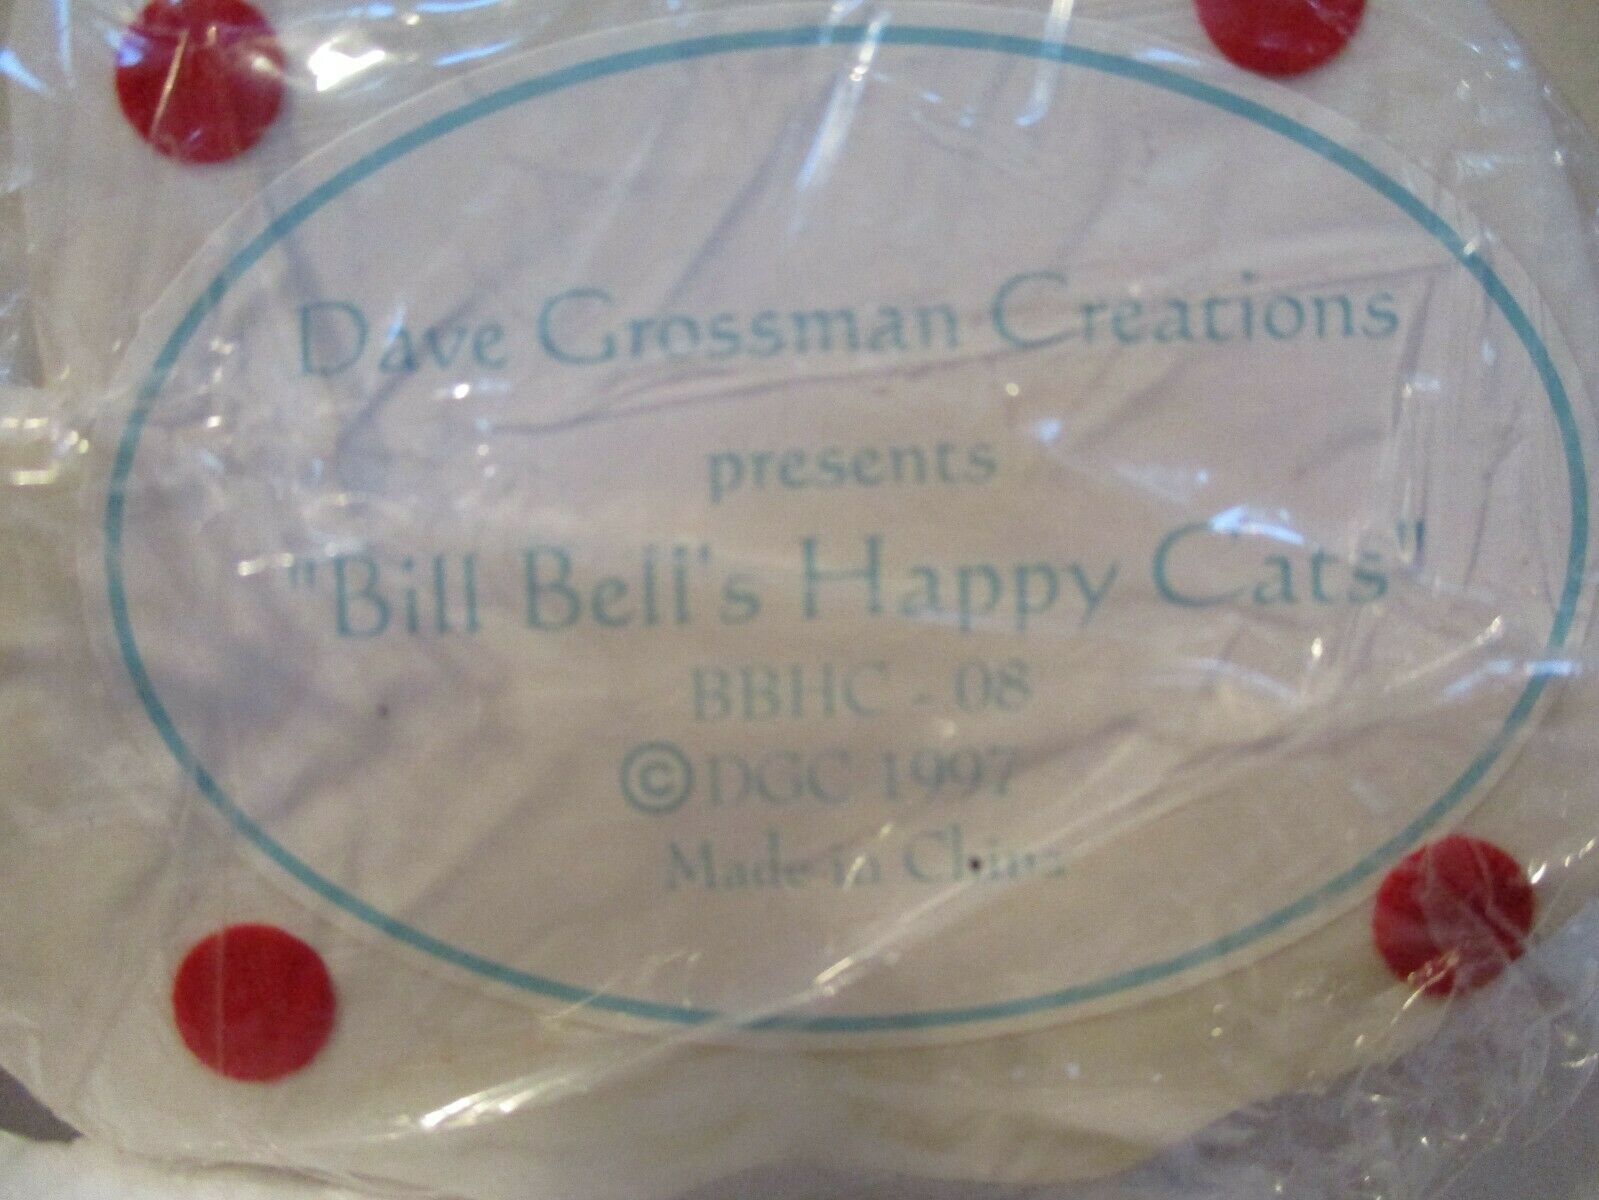 Dave Grossman Creations
presents
"Bill Bell's Happy Cats"
BBHC - 08
©DGC 1997
Made in China